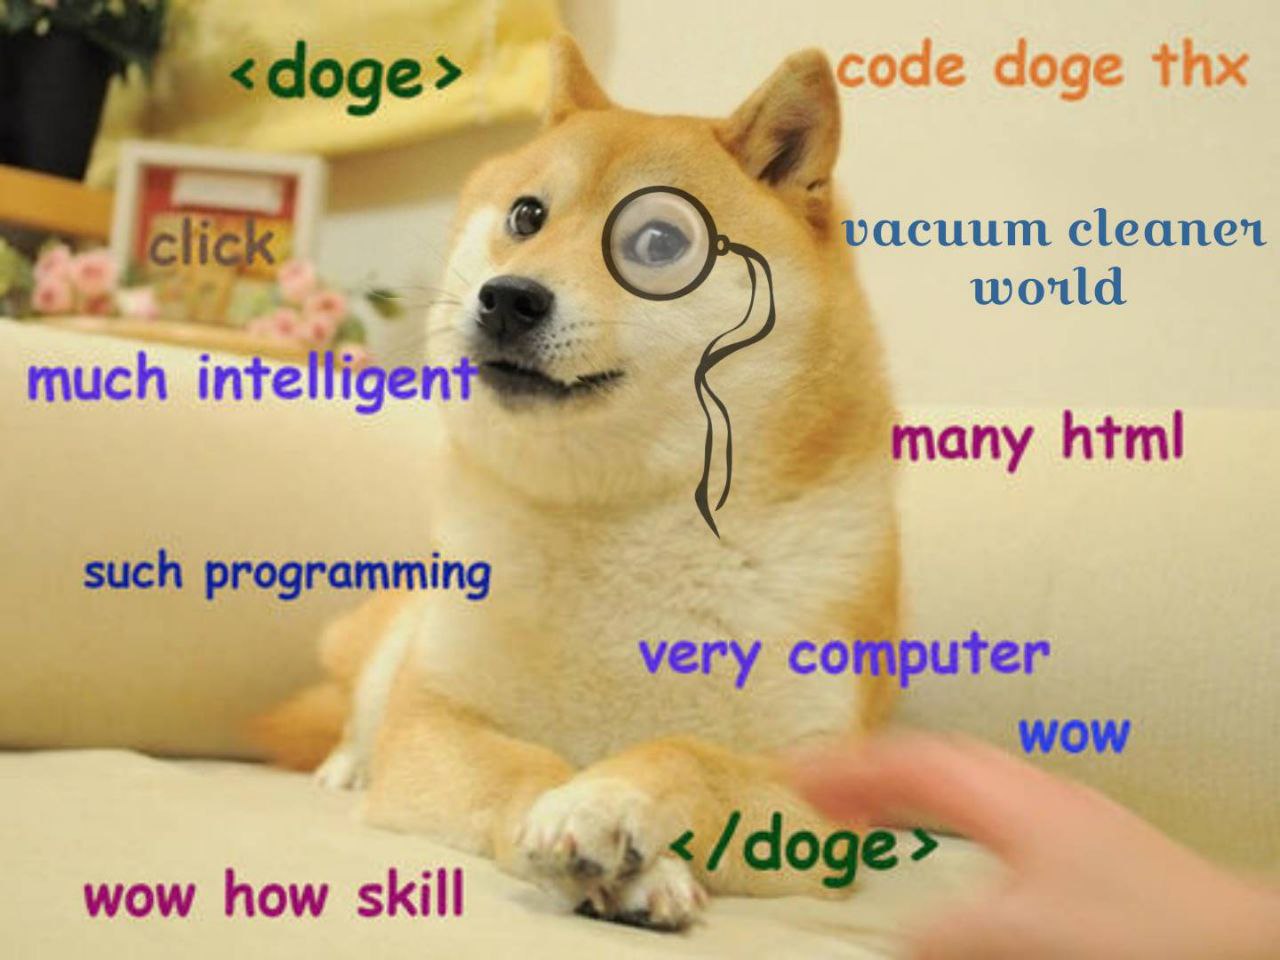 <doge>
code doge thx
click
vacuum cleaner
world
much intelligent
many html
such programming
very computer
wow
</doge>
wow how skill